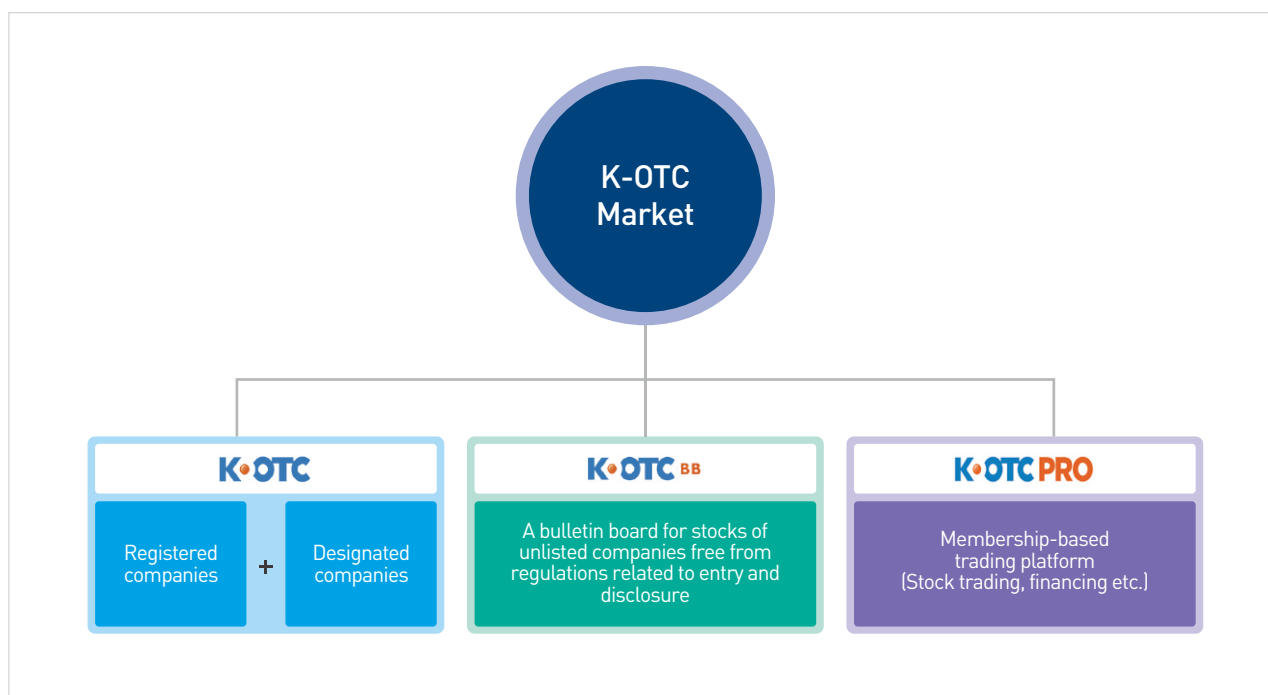 K-OTC
Market
K•OTC
K•OTC BB
K•OTC PRO
Registered
companies
+
Designated
companies
A bulletin board for stocks of
unlisted companies free from
regulations related to entry and
disclosure
Membership-based
trading platform
(Stock trading, financing etc.)